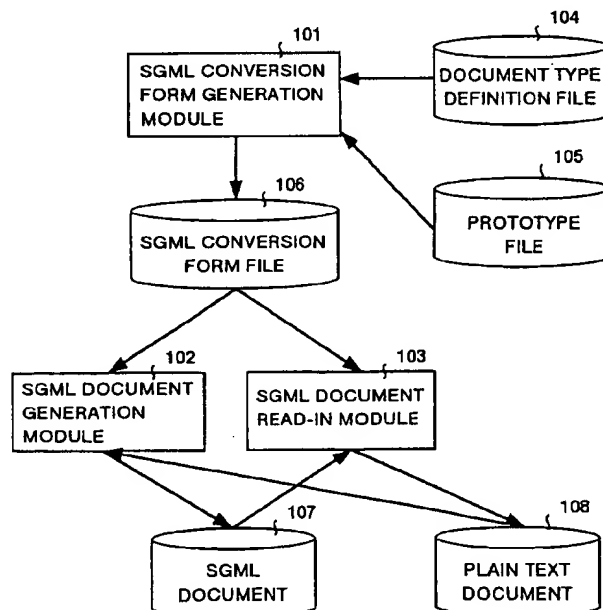 101
SGML CONVERSION
FORM GENERATION
MODULE
104
DOCUMENT TYPE
DEFINITION FILE
105
PROTOTYPE
FILE
106
SGML CONVERSION
FORM FILE
102
SGML DOCUMENT
GENERATION
MODULE
103
SGML DOCUMENT
READ-IN MODULE
107
SGML
DOCUMENT
108
PLAIN TEXT
DOCUMENT